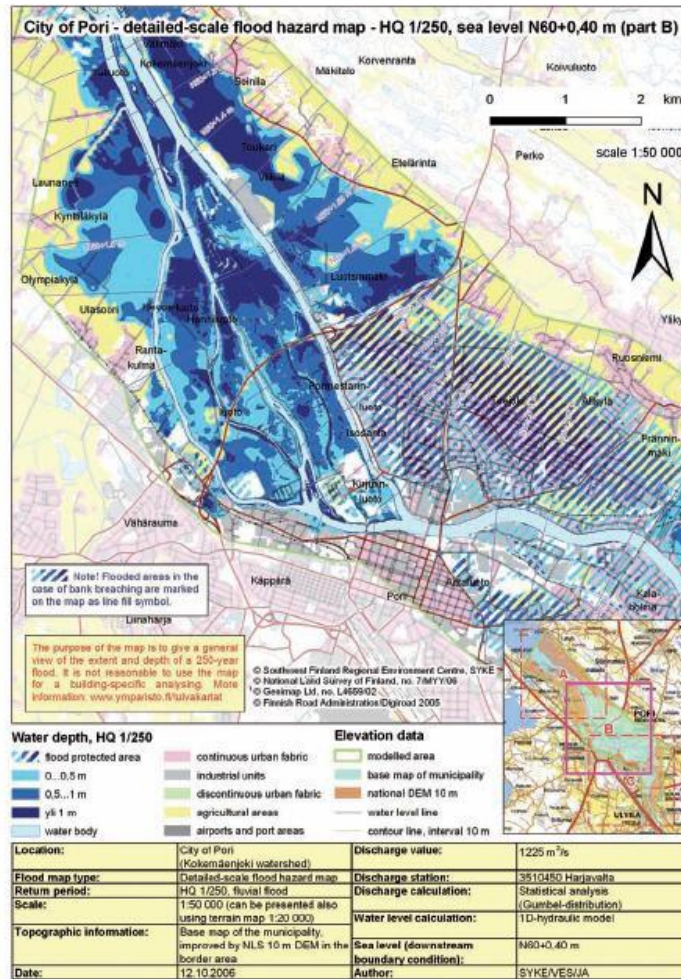 City of Pori - detailed-scale flood hazard map - HQ 1/250, sea level N60+0,40 m (part B)
Kokemäenjoki
Soinila
Mäkitalo
Korvenranta
Koivuluoto
0 1 2 km
scale 1:50 000
Toukari
Etelärinta
Perko
N
Kyntäläkylä
Olympiakylä
Luotsinmäki
Ulasoori
Hanniluoto
Ranta-
kulma
Ruosniemi
luoto
luoto
Isosanta
Kirjurin-
luoto
Vähärauma
Käppärä
Pori
Note! Flooded areas in the
case of bank breaching are marked
on the map as line fill symbol.
Liinaharja
The purpose of the map is to give a general
view of the extent and depth of a 250-year
flood. It is not reasonable to use the map
for a building-specific analysing. More
information: www.ymparisto.fi/tulvakartat
© Southwest Finland Regional Environment Centre, SYKE
© National Land Survey of Finland, no. 7/MYY/06
© Genimap Ltd. no. L4659/02
© Finnish Road Administration/Digiroad 2005
A
PORI
B
C
ULVILA
Water depth, HQ 1/250
flood protected area
0...0,5 m
0,5...1 m
yli 1 m
water body
continuous urban fabric
industrial units
discontinuous urban fabric
agricultural areas
airports and port areas
Elevation data
modelled area
base map of municipality
national DEM 10 m
water level line
contour line, interval 10 m
Location: City of Pori
(Kokemäenjoki watershed)
Flood map type: Detailed-scale flood hazard map
Return period: HQ 1/250, fluvial flood
Scale: 1:50 000 (can be presented also
using terrain map 1:20 000)
Topographic information: Base map of the municipality,
improved by NLS 10 m DEM in the
border area
Date: 12.10.2006
Discharge value: 1225 m³/s
Discharge station: 3510450 Harjavalta
Discharge calculation: Statistical analysis
(Gumbel-distribution)
Water level calculation: 1D-hydraulic model
Sea level (downstream
boundary condition): N60+0,40 m
Author: SYKE/VES/JA